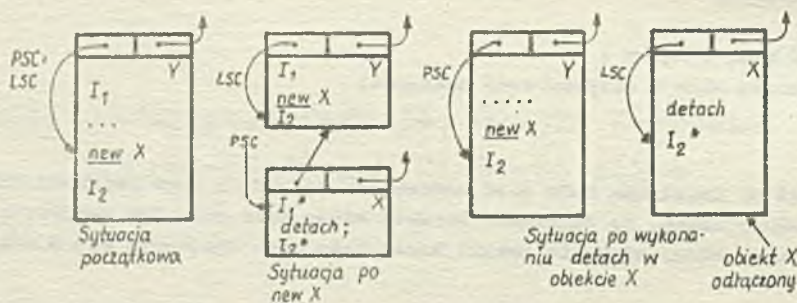 PSC=
LSC
Y
I₁
...
new X
I₂
Sytuacja
początkowa
LSC
I₁ Y
new X
I₂
PSC
I₁* X
detach;
I₂*
Sytuacja po
new X
PSC
Y
.....
new X
I₂
LSC
X
detach
I₂*
Sytuacja po wykona-
niu detach w
obiekcie X
obiekt X
odłączony